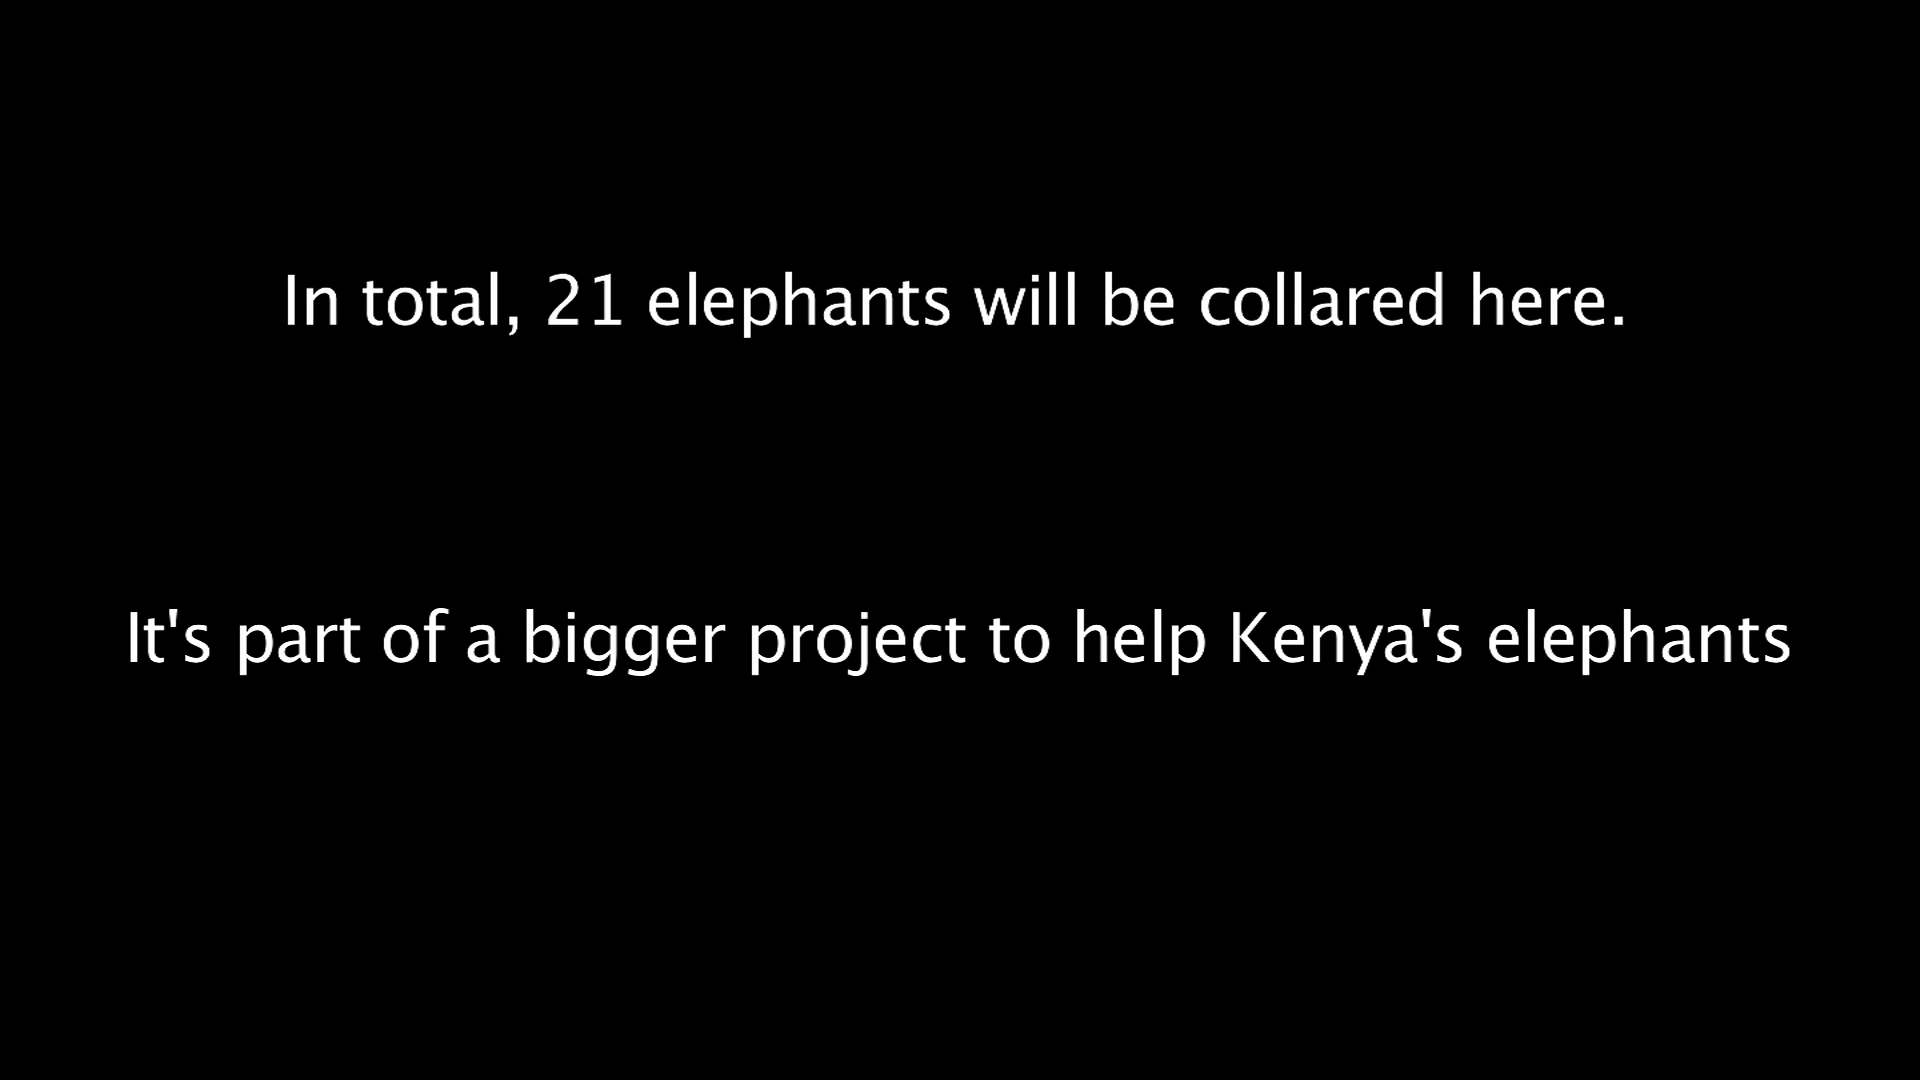 In total, 21 elephants will be collared here.
It's part of a bigger project to help Kenya's elephants